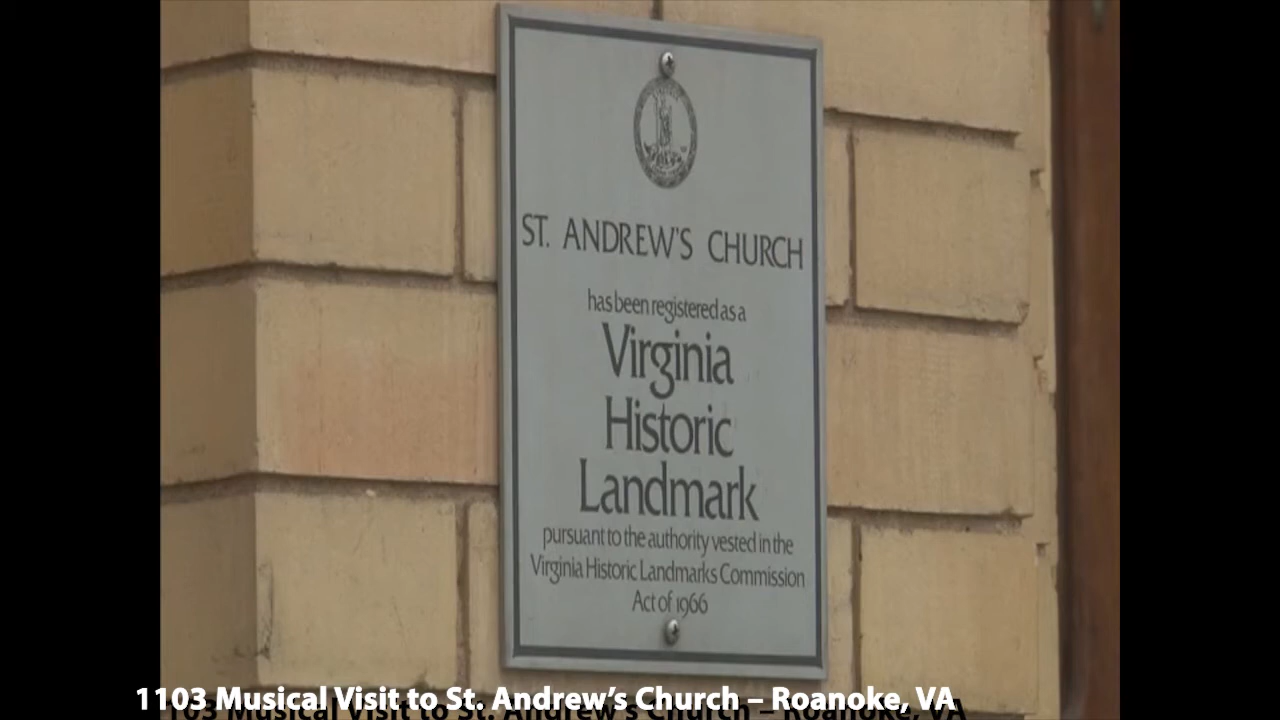 ST. ANDREW'S CHURCH
has been registered as a
Virginia
Historic
Landmark
pursuant to the authority vested in the
Virginia Historic Landmarks Commission
Act of 1966
1103 Musical Visit to St. Andrew's Church – Roanoke, VA